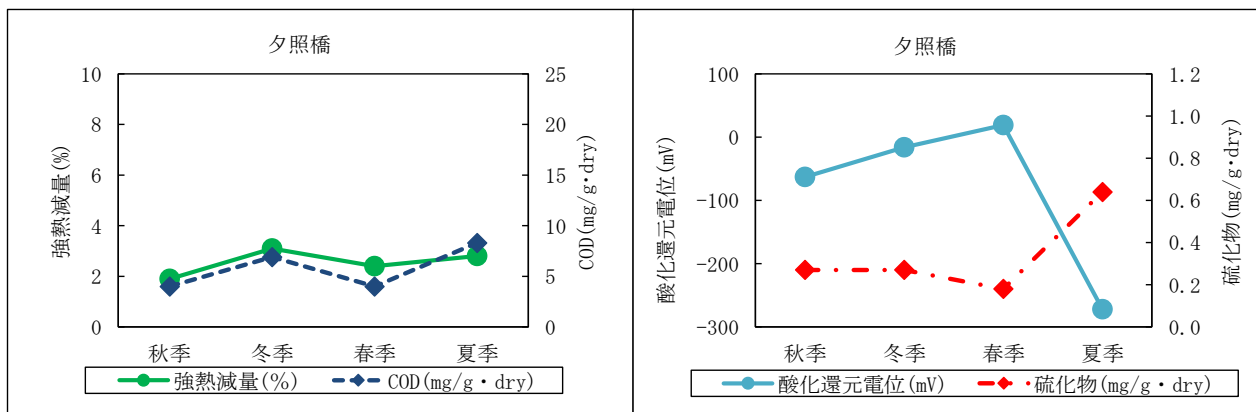 夕照橋
10
8
6
4
2
0
強熱減量(%)
25
20
15
10
5
0
COD(mg/g・dry)
秋季 冬季 春季 夏季
強熱減量(%) COD(mg/g・dry)
夕照橋
100
0
-100
-200
-300
酸化還元電位(mV)
1.2
1.0
0.8
0.6
0.4
0.2
0.0
硫化物(mg/g・dry)
秋季 冬季 春季 夏季
酸化還元電位(mV) 硫化物(mg/g・dry)